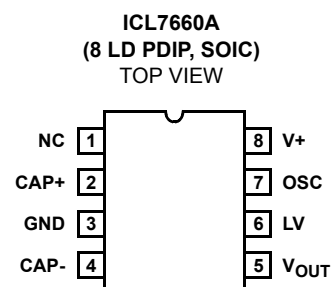 ICL7660A
(8 LD PDIP, SOIC)
TOP VIEW
NC 1 8 V+
CAP+ 2 7 OSC
GND 3 6 LV
CAP- 4 5 VOUT